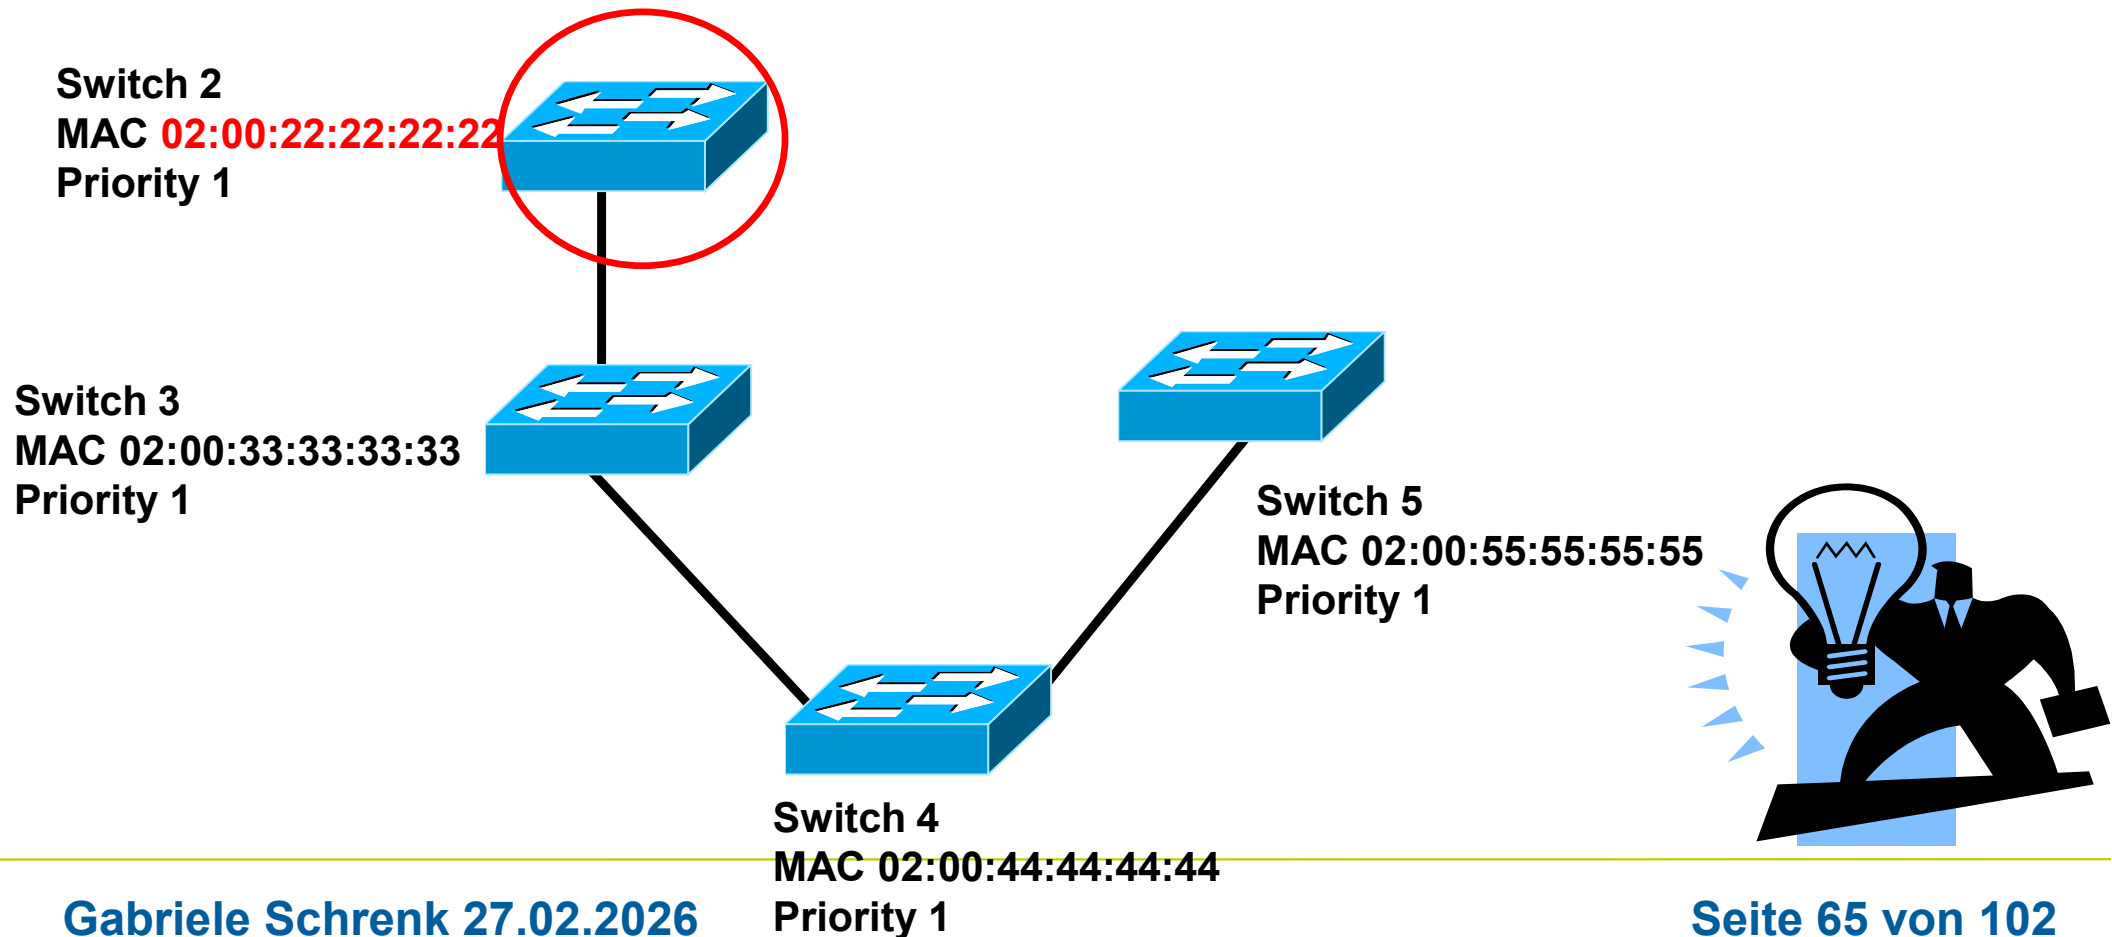 Switch 2
MAC 02:00:22:22:22:22
Priority 1
Switch 3
MAC 02:00:33:33:33:33
Priority 1
Switch 5
MAC 02:00:55:55:55:55
Priority 1
Switch 4
MAC 02:00:44:44:44:44
Priority 1
Gabriele Schrenk 27.02.2026
Seite 65 von 102